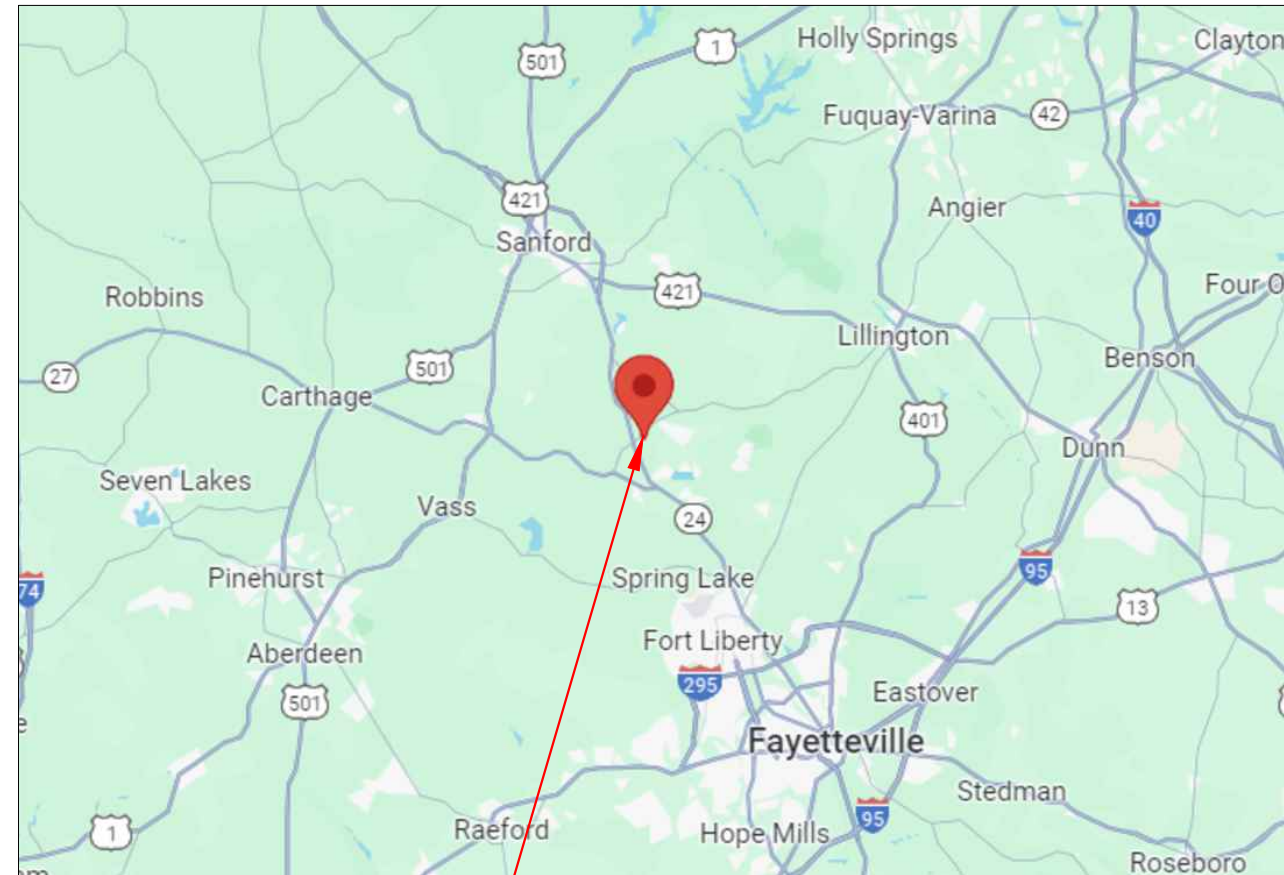 Holly Springs
Clayton
1
501
Fuquay-Varina
42
421
Angier
40
Sanford
421
Four O
Robbins
Lillington
Benson
27
501
Carthage
401
Dunn
Seven Lakes
Vass
24
Pinehurst
Spring Lake
95
74
13
Aberdeen
Fort Liberty
295
501
Eastover
Fayetteville
Stedman
1
Raeford
Hope Mills
95
Roseboro